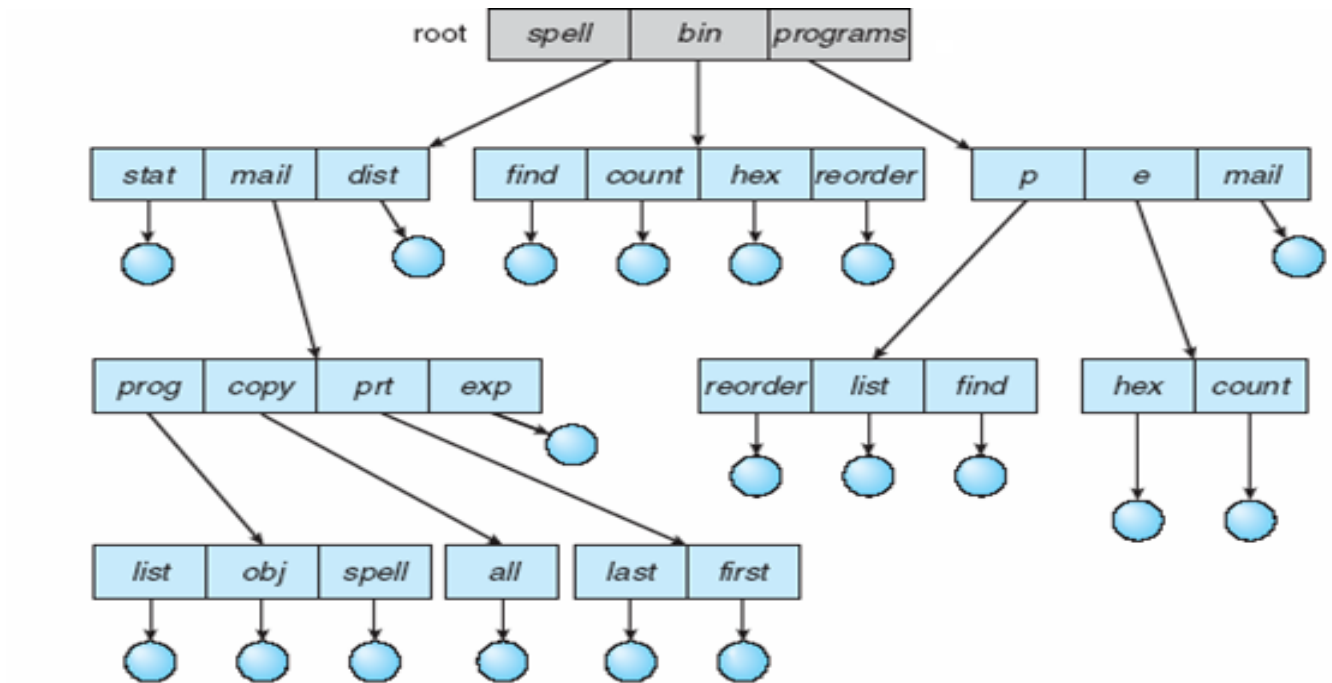 root spell bin programs
stat mail dist find count hex reorder p e mail
prog copy prt exp reorder list find hex count
list obj spell all last first